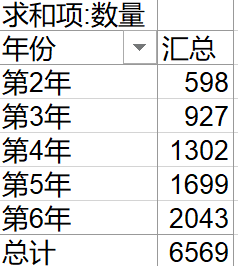 求和项:数量
年份 汇总
第2年 598
第3年 927
第4年 1302
第5年 1699
第6年 2043
总计 6569